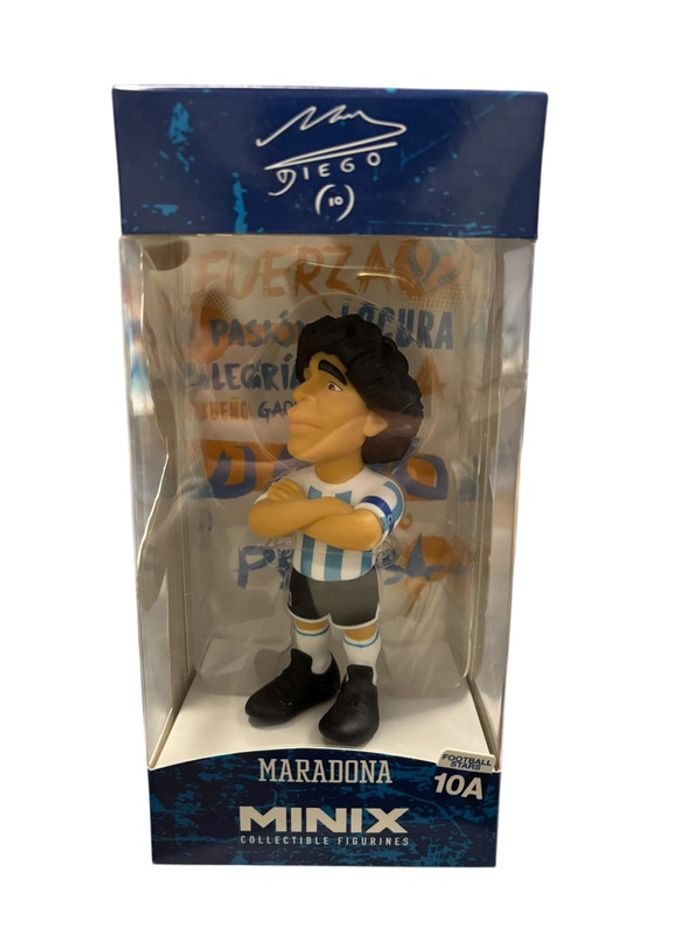 DIEGO
(10)
FUERZA
PASIÓN LOCURA
ALEGRÍA
MARADONA
FOOTBALL
STARS
10A
MINIX
COLLECTIBLE FIGURINES